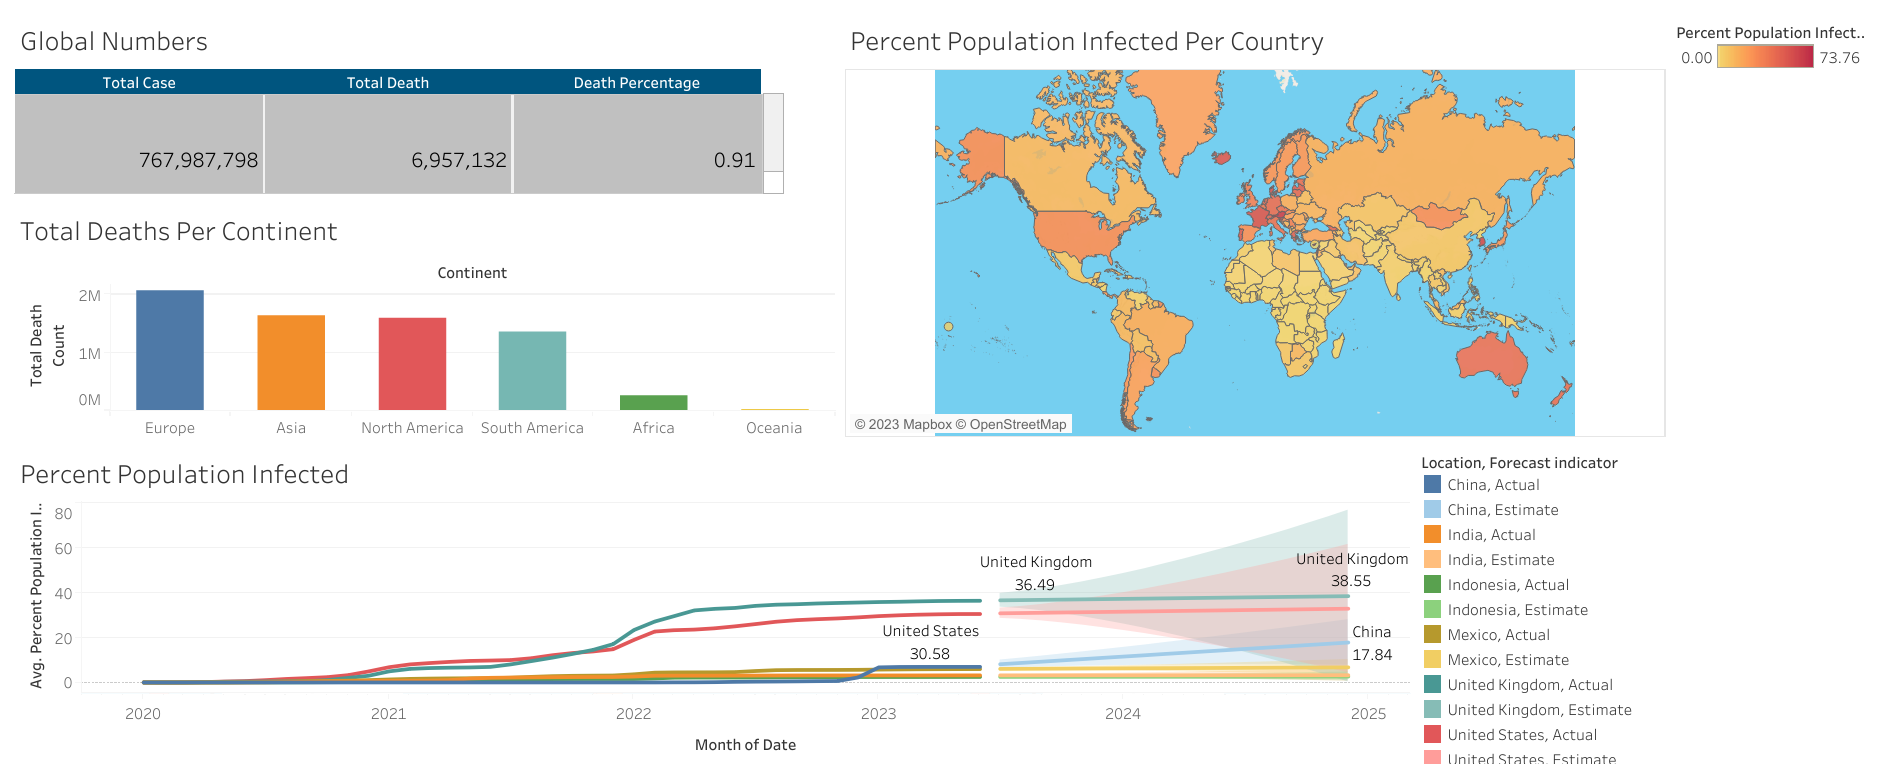 Global Numbers
Total Case Total Death Death Percentage
767,987,798 6,957,132 0.91
Total Deaths Per Continent
Continent
Total Death
Count
2M
1M
0M
Europe Asia North America South America Africa Oceania
Percent Population Infected Per Country
© 2023 Mapbox © OpenStreetMap
Percent Population Infect..
0.00 73.76
Percent Population Infected
Avg. Percent Population I..
80
60
40
20
0
United Kingdom
36.49
United Kingdom
38.55
United States
30.58
China
17.84
2020 2021 2022 2023 2024 2025
Month of Date
Location, Forecast indicator
China, Actual
China, Estimate
India, Actual
India, Estimate
Indonesia, Actual
Indonesia, Estimate
Mexico, Actual
Mexico, Estimate
United Kingdom, Actual
United Kingdom, Estimate
United States, Actual
United States, Estimate